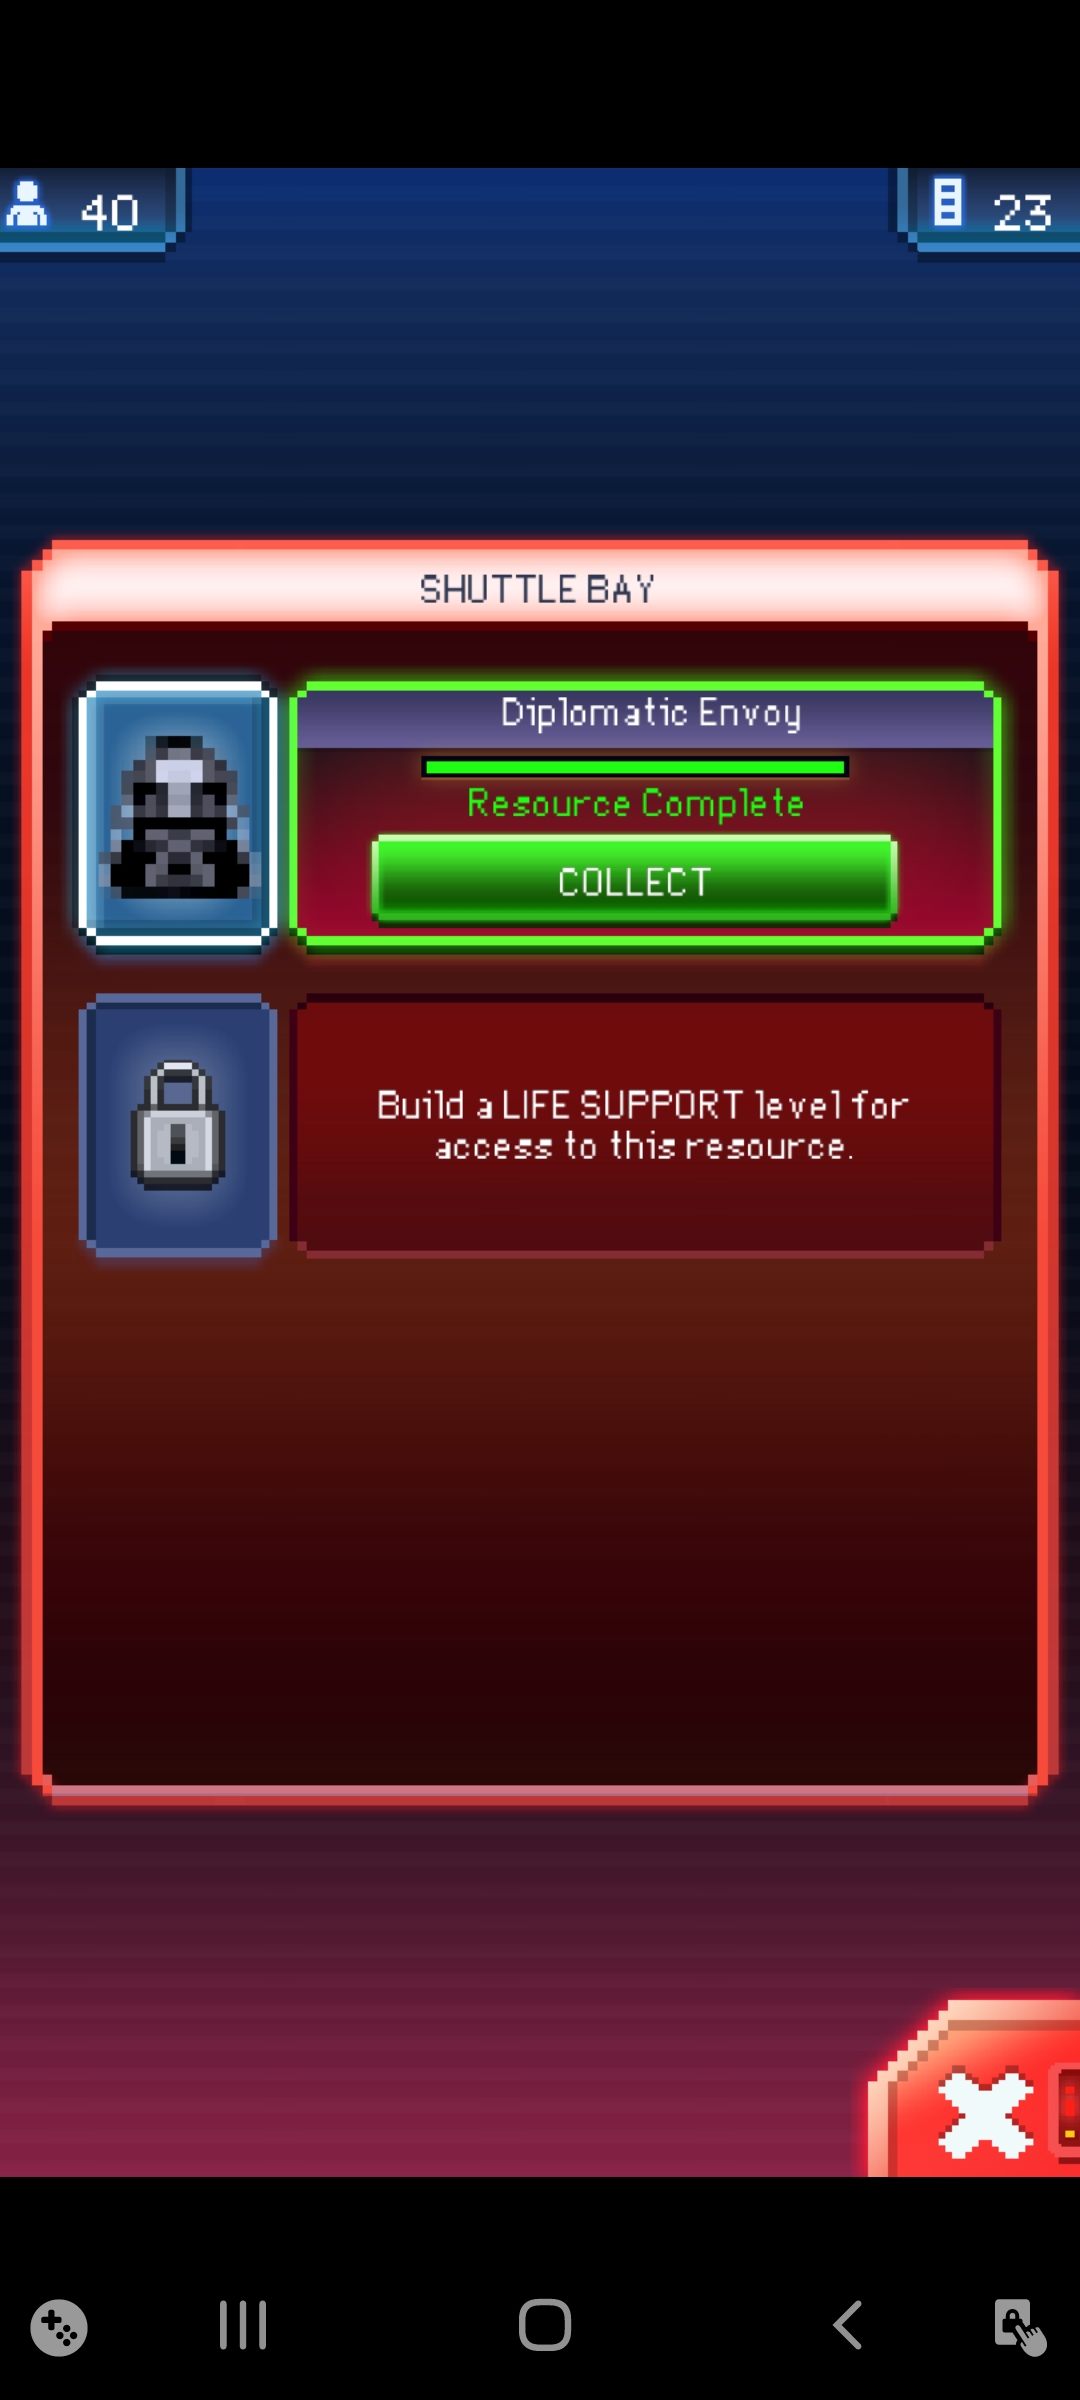 40
23
SHUTTLE BAY
Diplomatic Envoy
Resource Complete
COLLECT
Build a LIFE SUPPORT level for
access to this resource.